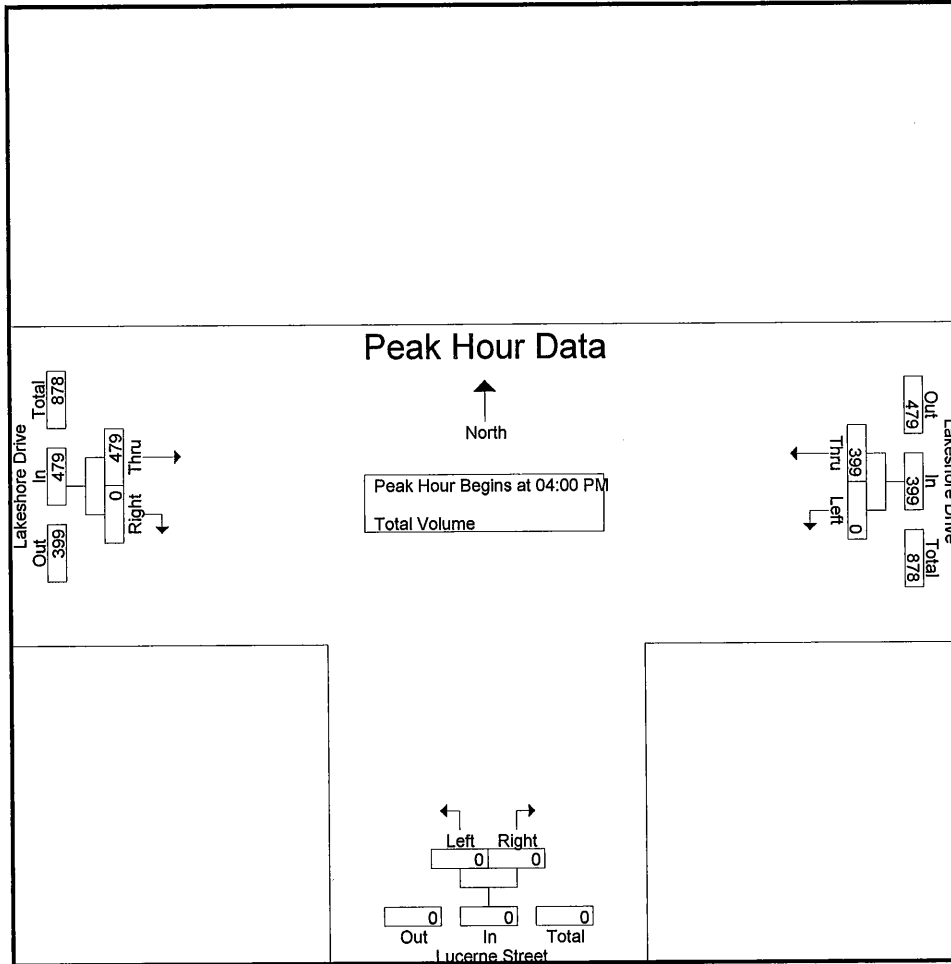 Peak Hour Data
North
Peak Hour Begins at 04:00 PM
Total Volume
Lakeshore Drive
Total
In
Out
878
479
399
479
0
Thru
Right
Lakeshore Drive
Out
In
Total
479
399
878
399
0
Thru
Left
Left Right
0 0
0 0 0
Out In Total
Lucerne Street